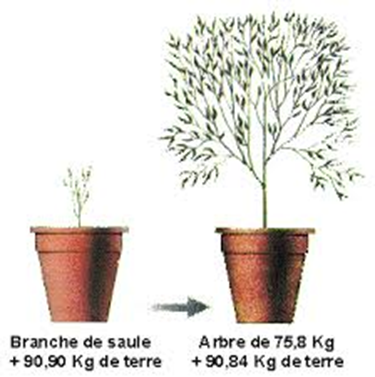 Branche de saule
+ 90,90 Kg de terre
Arbre de 75,8 Kg
+ 90,84 Kg de terre